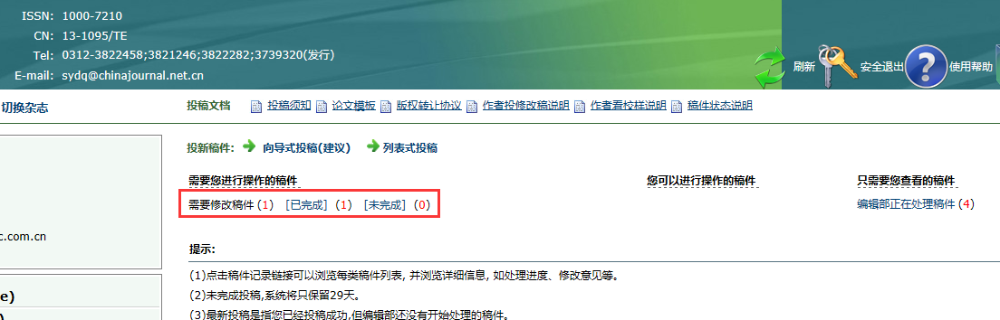 ISSN: 1000-7210
CN: 13-1095/TE
Tel: 0312-3822458;3821246;3822282;3739320(发行)
E-mail: sydq@chinajournal.net.cn
刷新 安全退出 使用帮助
切换杂志
投稿文档 投稿须知 论文模板 版权转让协议 作者投修改稿说明 作者看校样说明 稿件状态说明
投新稿件: 向导式投稿(建议) 列表式投稿
需要您进行操作的稿件 您可以进行操作的稿件 只需要您查看的稿件
需要修改稿件 (1) [已完成] (1) [未完成] (0) 编辑部正在处理稿件 (4)
c.com.cn
提示:
(1)点击稿件记录链接可以浏览每类稿件列表, 并浏览详细信息, 如处理进度、修改意见等。
(2)未完成投稿,系统将只保留29天。
e)
(3)最新投稿是指您已经投稿成功,但编辑部还没有开始处理的稿件。